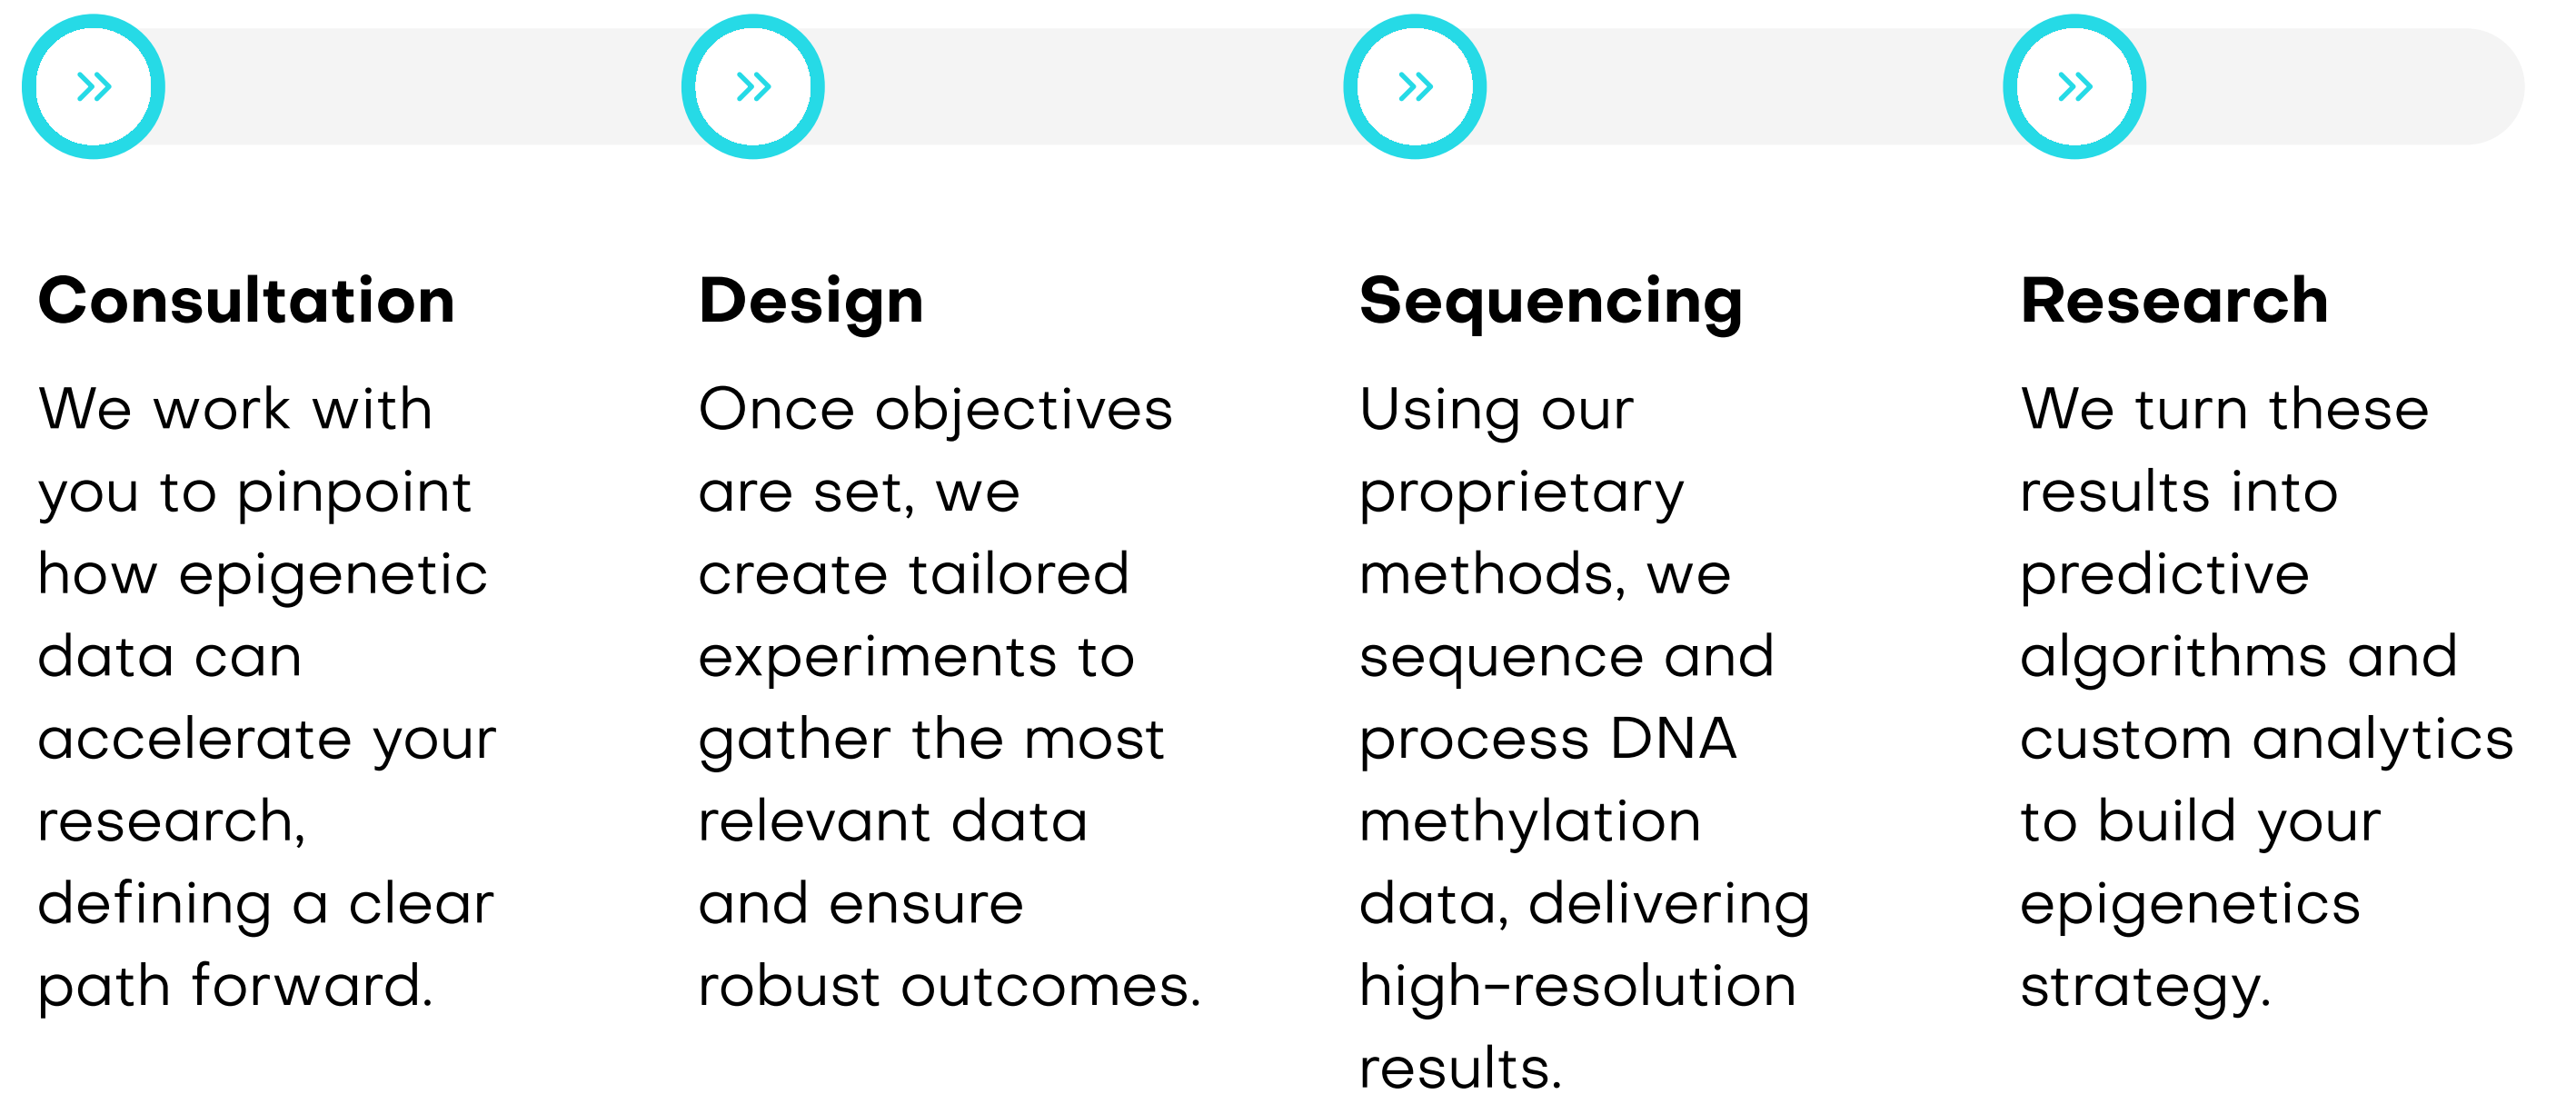 Consultation
We work with
you to pinpoint
how epigenetic
data can
accelerate your
research,
defining a clear
path forward.
Design
Once objectives
are set, we
create tailored
experiments to
gather the most
relevant data
and ensure
robust outcomes.
Sequencing
Using our
proprietary
methods, we
sequence and
process DNA
methylation
data, delivering
high-resolution
results.
Research
We turn these
results into
predictive
algorithms and
custom analytics
to build your
epigenetics
strategy.